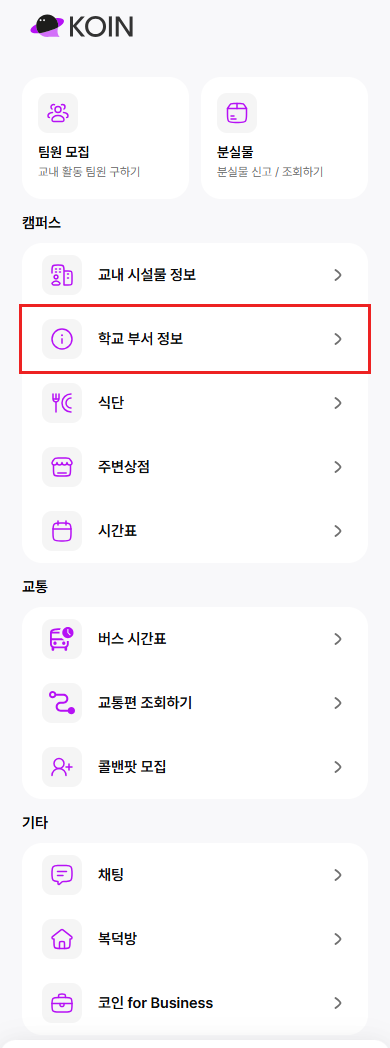 KOIN
팀원 모집
교내 활동 팀원 구하기
분실물
분실물 신고 / 조회하기
캠퍼스
교내 시설물 정보
학교 부서 정보
식단
주변상점
시간표
교통
버스 시간표
교통편 조회하기
콜밴팟 모집
기타
채팅
복덕방
코인 for Business